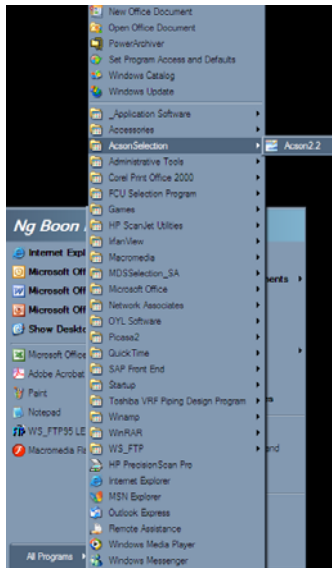 New Office Document
Open Office Document
PowerArchiver
Set Program Access and Defaults
Windows Catalog
Windows Update
_Application Software
Accessories
AcsonSelection
Acson2.2
Administrative Tools
Corel Print Office 2000
FCU Selection Program
Games
HP ScanJet Utilities
IrfanView
Macromedia
MDSSelection_SA
Microsoft Office
Network Associates
OYL Software
Picasa2
QuickTime
SAP Front End
Startup
Toshiba VRF Piping Design Program
Winamp
WinRAR
WS_FTP
HP PrecisionScan Pro
Internet Explorer
MSN Explorer
Outlook Express
Remote Assistance
Windows Media Player
Windows Messenger
Ng Boon
Internet Expl
Microsoft Off
Microsoft Off
Microsoft Off
Show Deskto
Microsoft Office
Adobe Acrobat
Paint
Notepad
WS_FTP95 LE
Macromedia Fla
All Programs